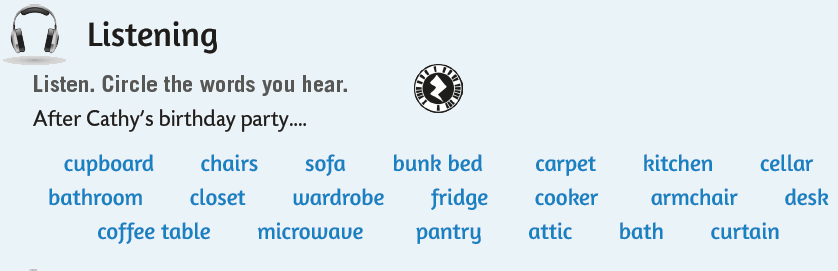 Listening
Listen. Circle the words you hear.
After Cathy's birthday party....
cupboard chairs sofa bunk bed carpet kitchen cellar
bathroom closet wardrobe fridge cooker armchair desk
coffee table microwave pantry attic bath curtain